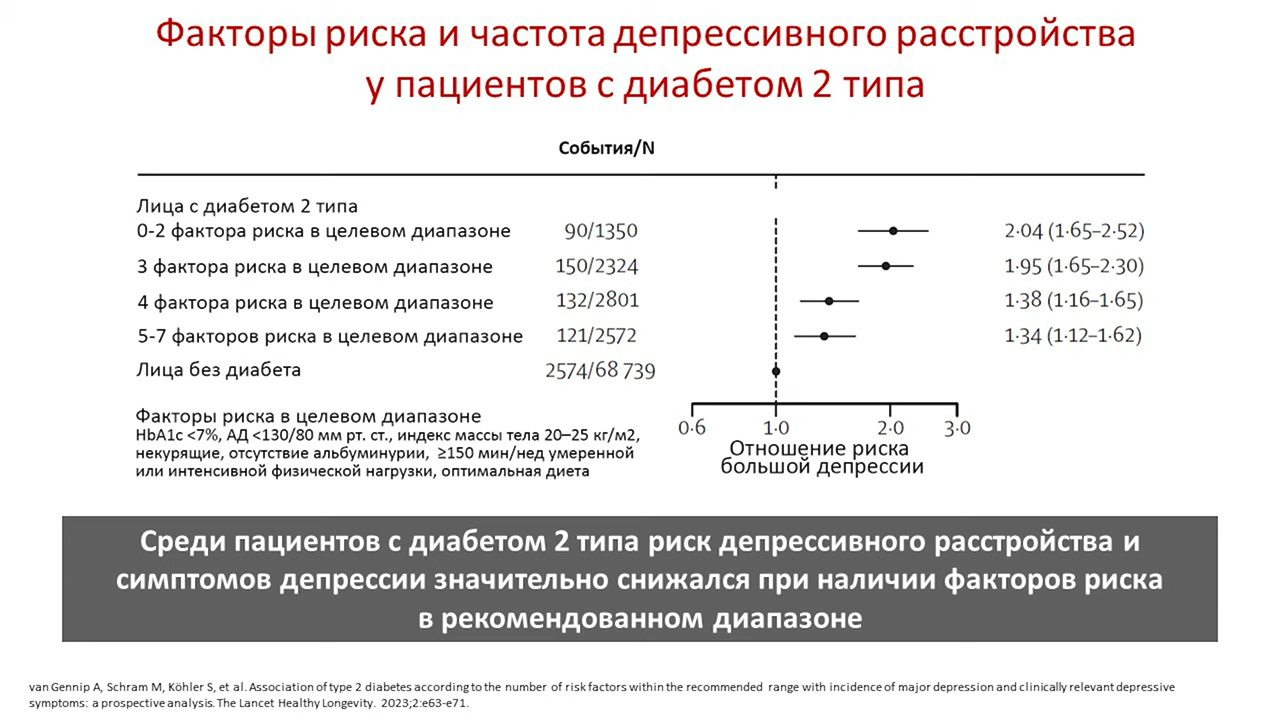 Факторы риска и частота депрессивного расстройства
у пациентов с диабетом 2 типа
События/N
Лица с диабетом 2 типа
0-2 фактора риска в целевом диапазоне 90/1350 2·04 (1·65–2·52)
3 фактора риска в целевом диапазоне 150/2324 1·95 (1·65–2·30)
4 фактора риска в целевом диапазоне 132/2801 1·38 (1·16–1·65)
5-7 факторов риска в целевом диапазоне 121/2572 1·34 (1·12–1·62)
Лица без диабета 2574/68 739
Факторы риска в целевом диапазоне
HbA1c <7%, АД <130/80 мм рт. ст., индекс массы тела 20–25 кг/м2,
некурящие, отсутствие альбуминурии, ≥150 мин/нед умеренной
или интенсивной физической нагрузки, оптимальная диета
0·6 1·0 2·0 3·0
Отношение риска
большой депрессии
Среди пациентов с диабетом 2 типа риск депрессивного расстройства и
симптомов депрессии значительно снижался при наличии факторов риска
в рекомендованном диапазоне
van Gennip A, Schram M, Köhler S, et al. Association of type 2 diabetes according to the number of risk factors within the recommended range with incidence of major depression and clinically relevant depressive
symptoms: a prospective analysis. The Lancet Healthy Longevity. 2023;2:e63-e71.